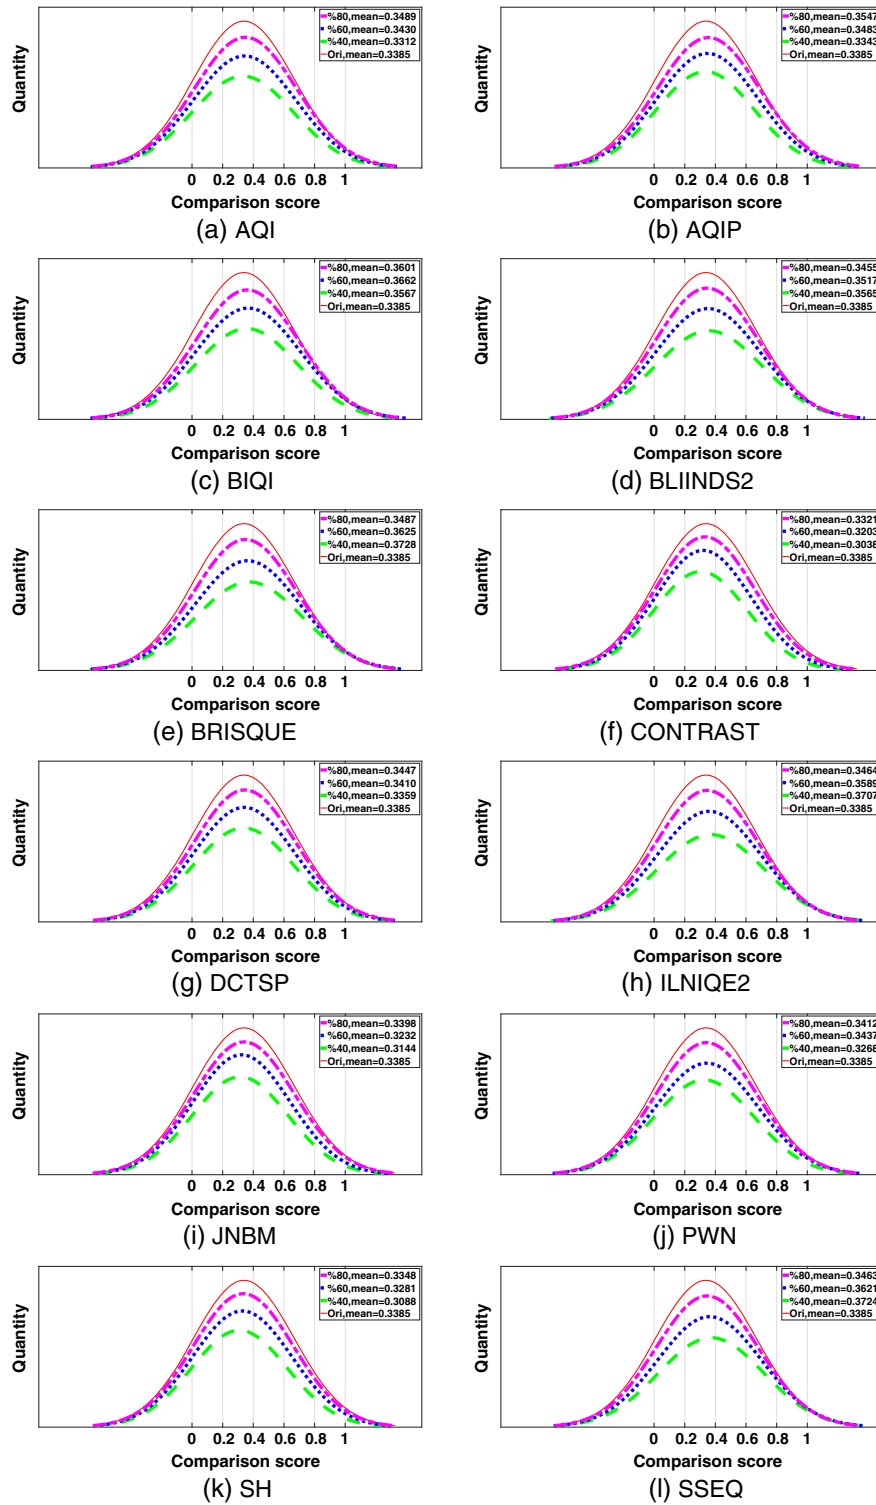 %80,mean=0.3489
%60,mean=0.3430
%40,mean=0.3312
Ori,mean=0.3385
Quantity
0 0.2 0.4 0.6 0.8 1
Comparison score
(a) AQI
%80,mean=0.3547
%60,mean=0.3483
%40,mean=0.3343
Ori,mean=0.3385
Quantity
0 0.2 0.4 0.6 0.8 1
Comparison score
(b) AQIP
%80,mean=0.3601
%60,mean=0.3662
%40,mean=0.3567
Ori,mean=0.3385
Quantity
0 0.2 0.4 0.6 0.8 1
Comparison score
(c) BIQI
%80,mean=0.3455
%60,mean=0.3517
%40,mean=0.3565
Ori,mean=0.3385
Quantity
0 0.2 0.4 0.6 0.8 1
Comparison score
(d) BLIINDS2
%80,mean=0.3487
%60,mean=0.3625
%40,mean=0.3728
Ori,mean=0.3385
Quantity
0 0.2 0.4 0.6 0.8 1
Comparison score
(e) BRISQUE
%80,mean=0.3321
%60,mean=0.3203
%40,mean=0.3038
Ori,mean=0.3385
Quantity
0 0.2 0.4 0.6 0.8 1
Comparison score
(f) CONTRAST
%80,mean=0.3447
%60,mean=0.3410
%40,mean=0.3359
Ori,mean=0.3385
Quantity
0 0.2 0.4 0.6 0.8 1
Comparison score
(g) DCTSP
%80,mean=0.3464
%60,mean=0.3589
%40,mean=0.3707
Ori,mean=0.3385
Quantity
0 0.2 0.4 0.6 0.8 1
Comparison score
(h) ILNIQE2
%80,mean=0.3398
%60,mean=0.3232
%40,mean=0.3144
Ori,mean=0.3385
Quantity
0 0.2 0.4 0.6 0.8 1
Comparison score
(i) JNBM
%80,mean=0.3412
%60,mean=0.3437
%40,mean=0.3268
Ori,mean=0.3385
Quantity
0 0.2 0.4 0.6 0.8 1
Comparison score
(j) PWN
%80,mean=0.3348
%60,mean=0.3281
%40,mean=0.3088
Ori,mean=0.3385
Quantity
0 0.2 0.4 0.6 0.8 1
Comparison score
(k) SH
%80,mean=0.3463
%60,mean=0.3621
%40,mean=0.3724
Ori,mean=0.3385
Quantity
0 0.2 0.4 0.6 0.8 1
Comparison score
(l) SSEQ